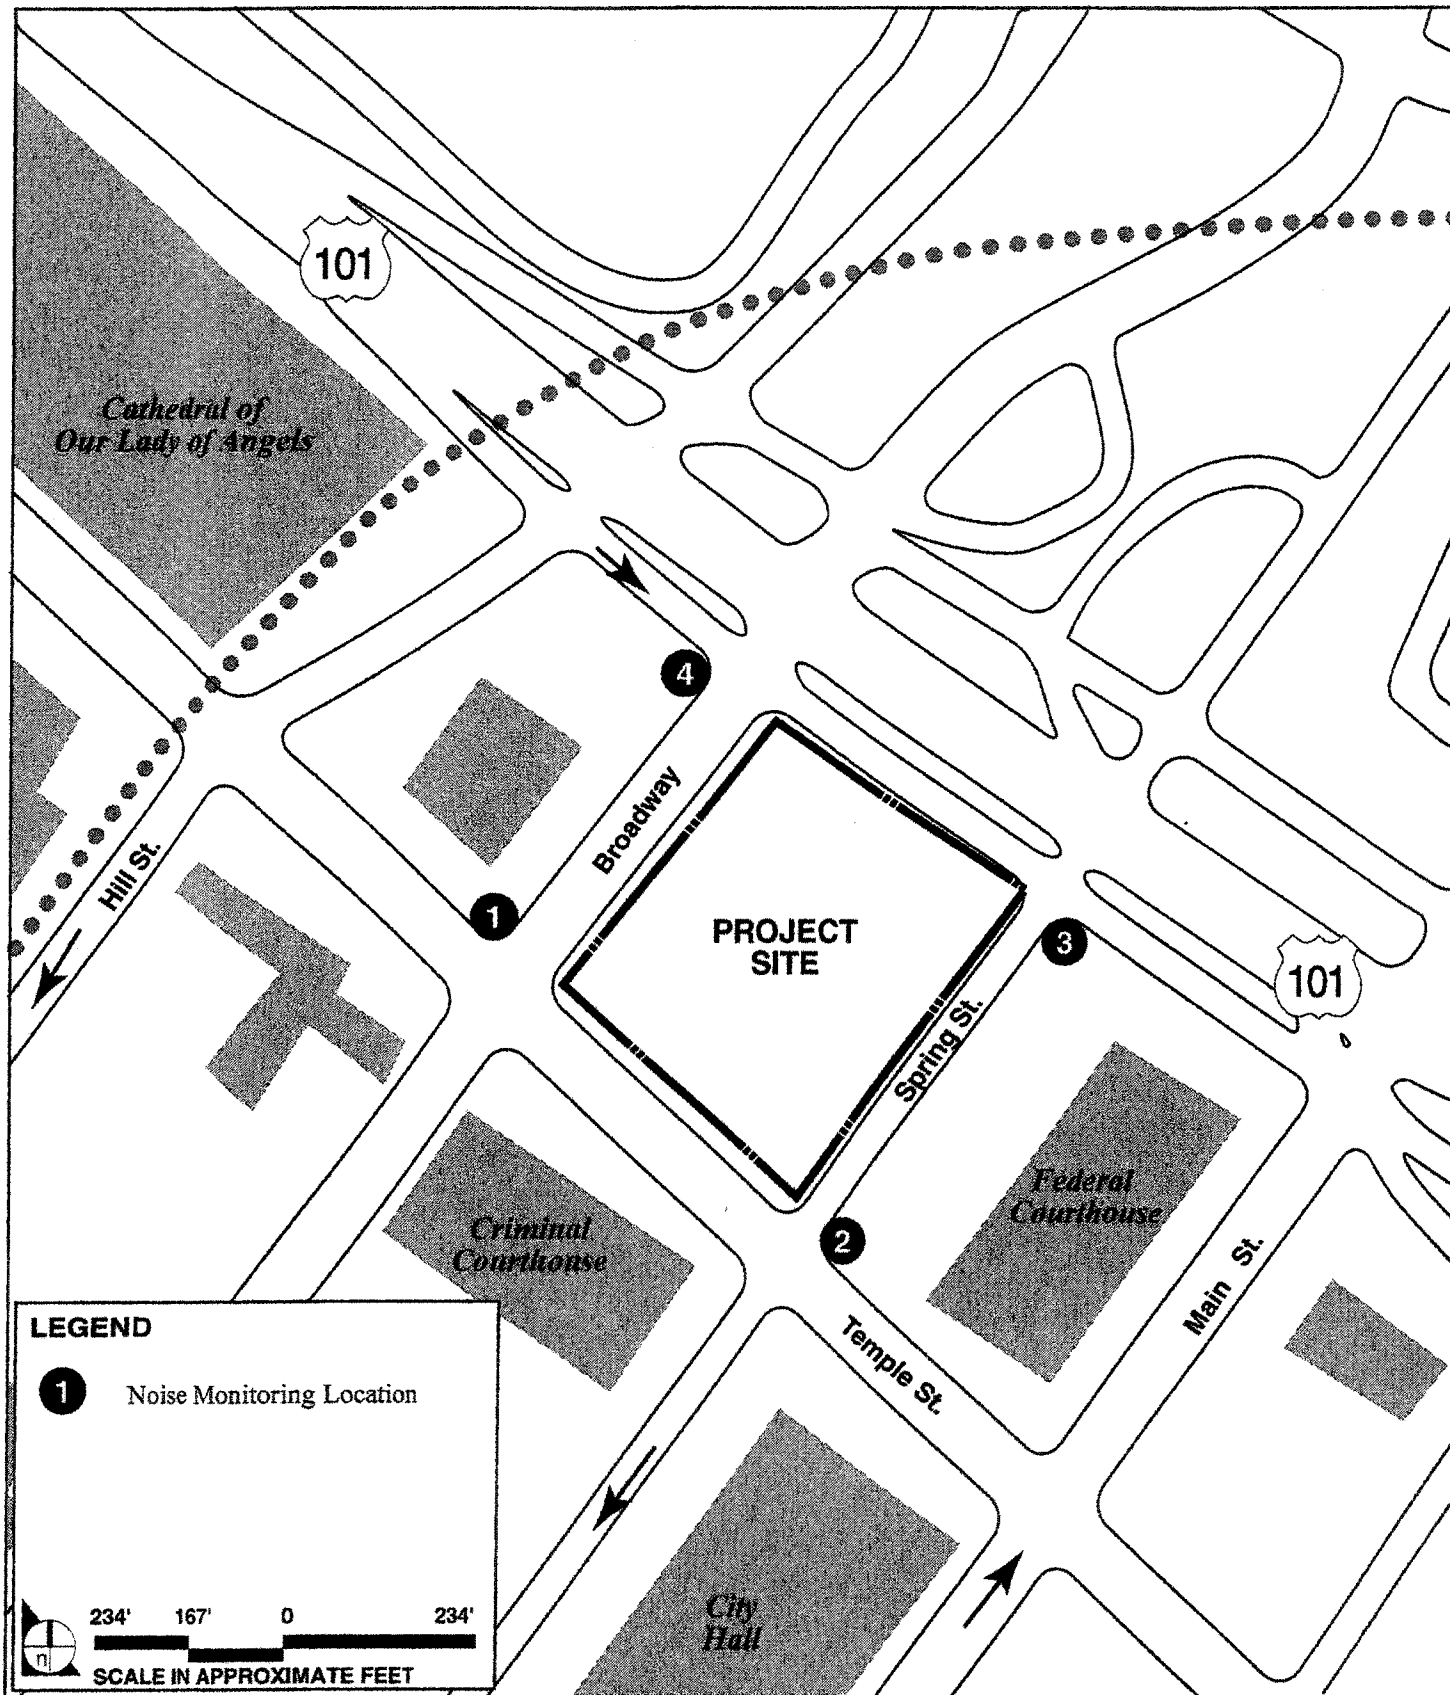 101
Cathedral of
Our Lady of Angels
4
Broadway
Hill St.
1
PROJECT
SITE
3
101
Spring St.
Federal
Courthouse
2
Criminal
Courthouse
Main St.
Temple St.
City
Hall
LEGEND
1 Noise Monitoring Location
n
234' 167' 0 234'
SCALE IN APPROXIMATE FEET